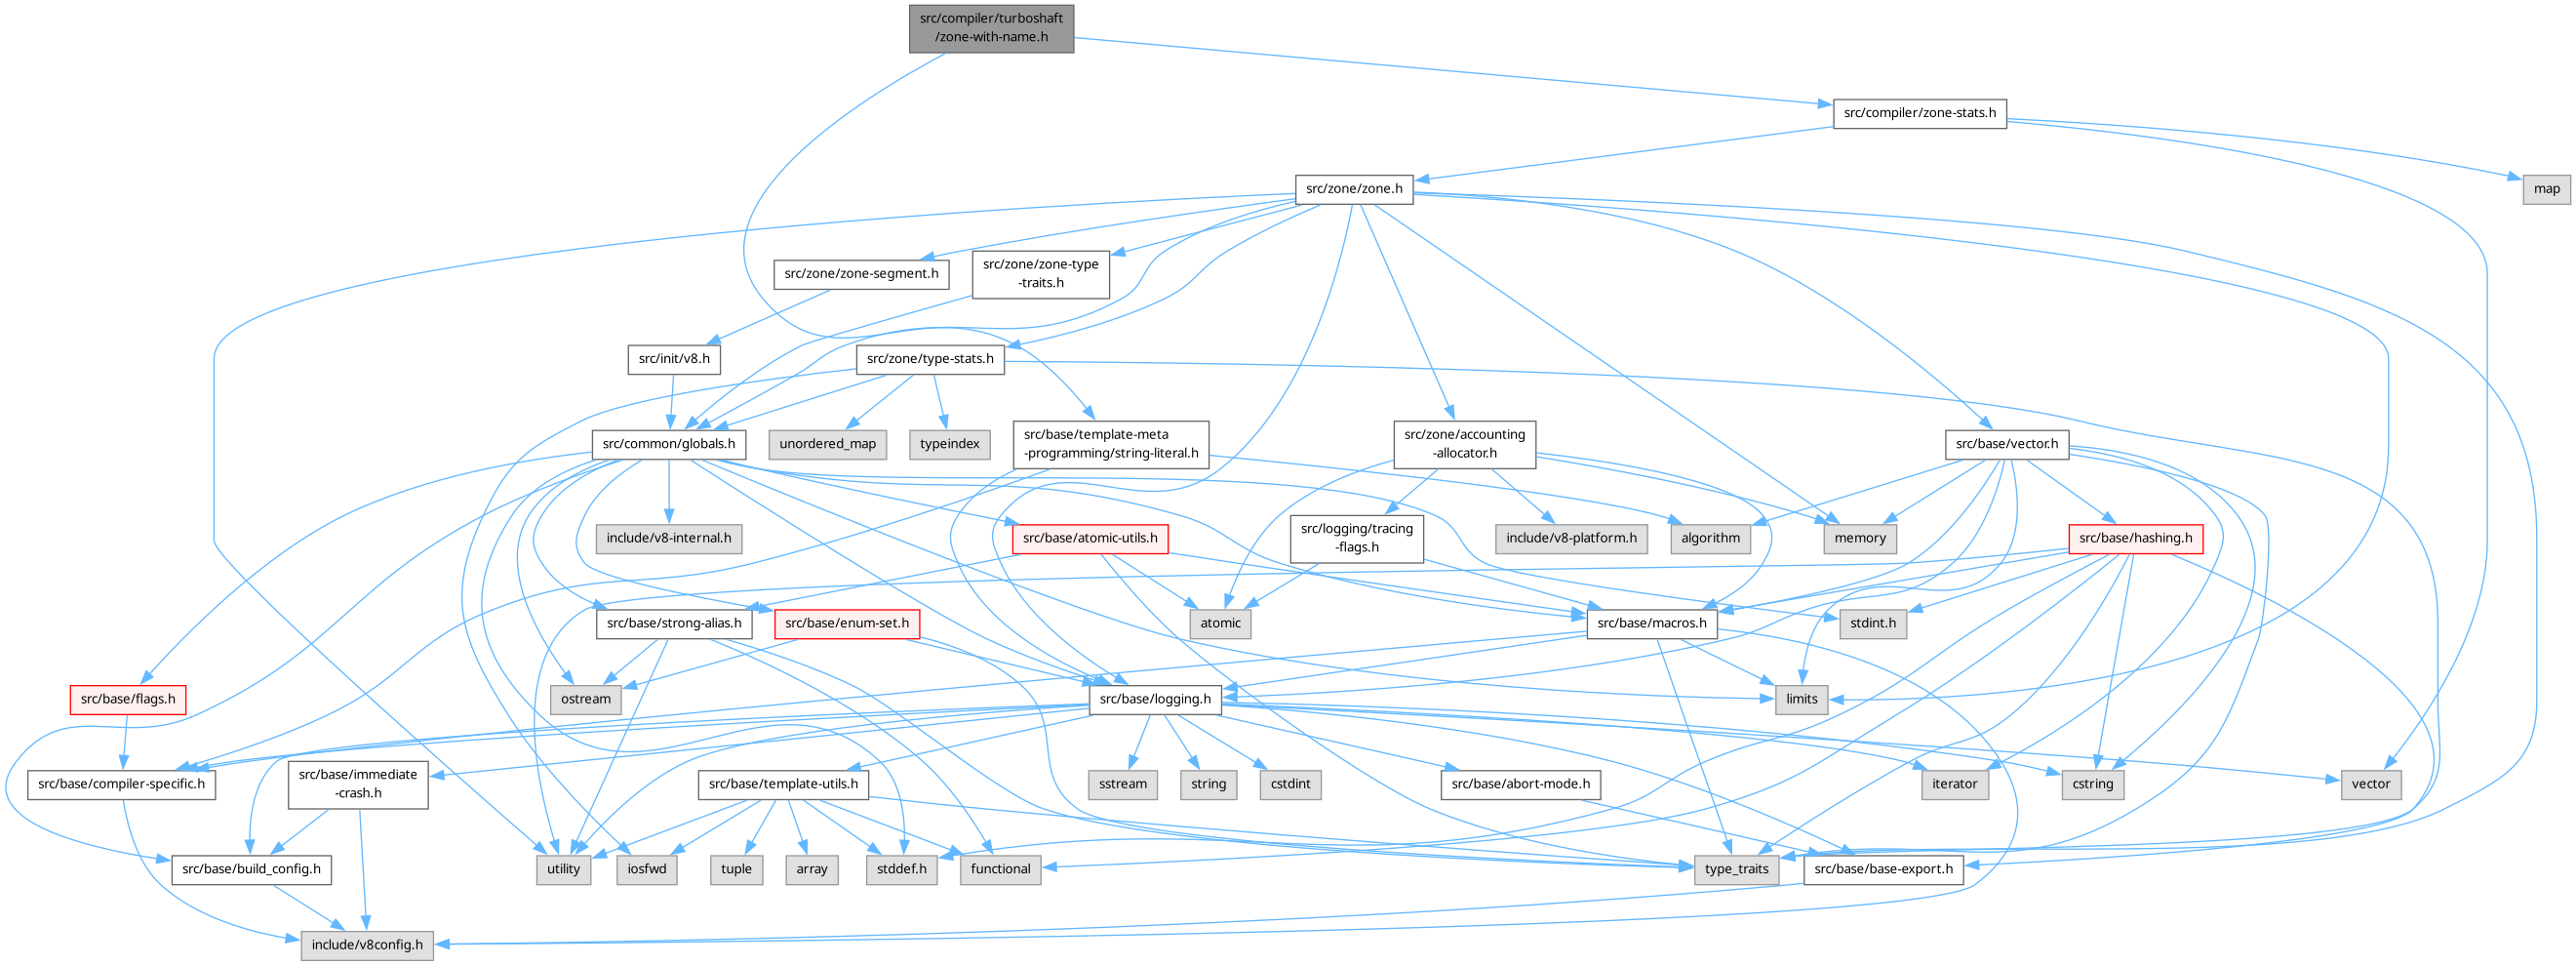 src/compiler/turboshaft
/zone-with-name.h
src/compiler/zone-stats.h
src/zone/zone.h
map
src/zone/zone-segment.h
src/zone/zone-type
-traits.h
src/init/v8.h
src/zone/type-stats.h
src/common/globals.h
unordered_map
typeindex
src/base/template-meta
-programming/string-literal.h
src/zone/accounting
-allocator.h
src/base/vector.h
include/v8-internal.h
src/base/atomic-utils.h
src/logging/tracing
-flags.h
include/v8-platform.h
algorithm
memory
src/base/hashing.h
src/base/strong-alias.h
src/base/enum-set.h
atomic
src/base/macros.h
stdint.h
src/base/flags.h
ostream
src/base/logging.h
limits
src/base/compiler-specific.h
src/base/immediate
-crash.h
src/base/template-utils.h
sstream
string
cstdint
src/base/abort-mode.h
iterator
cstring
vector
src/base/build_config.h
utility
iosfwd
tuple
array
stddef.h
functional
type_traits
src/base/base-export.h
include/v8config.h